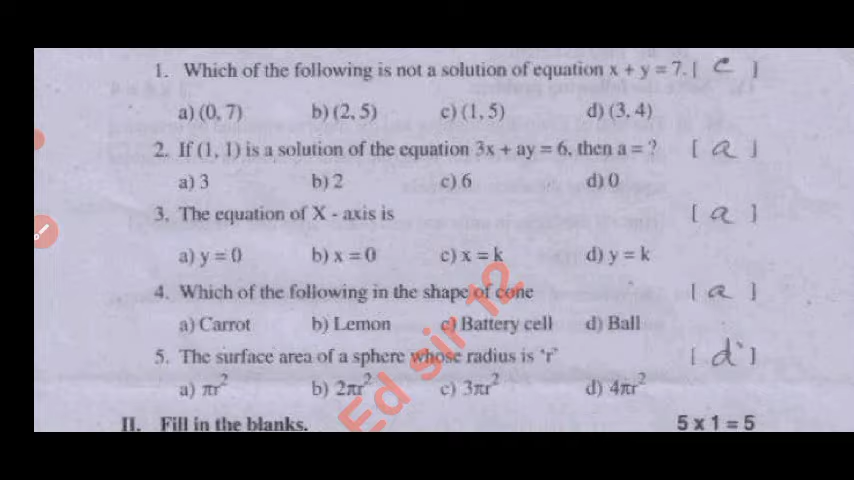 1. Which of the following is not a solution of equation x + y = 7. [ c ]
a) (0, 7) b) (2, 5) c) (1, 5) d) (3, 4)
2. If (1, 1) is a solution of the equation 3x + ay = 6, then a = ? [ a ]
a) 3 b) 2 c) 6 d) 0
3. The equation of X - axis is [ a ]
a) y = 0 b) x = 0 c) x = k d) y = k
4. Which of the following in the shape of cone [ a ]
a) Carrot b) Lemon c) Battery cell d) Ball
5. The surface area of a sphere whose radius is 'r' [ d ]
a) πr² b) 2πr² c) 3πr² d) 4πr²
II. Fill in the blanks. 5 x 1 = 5
Ed sir 12